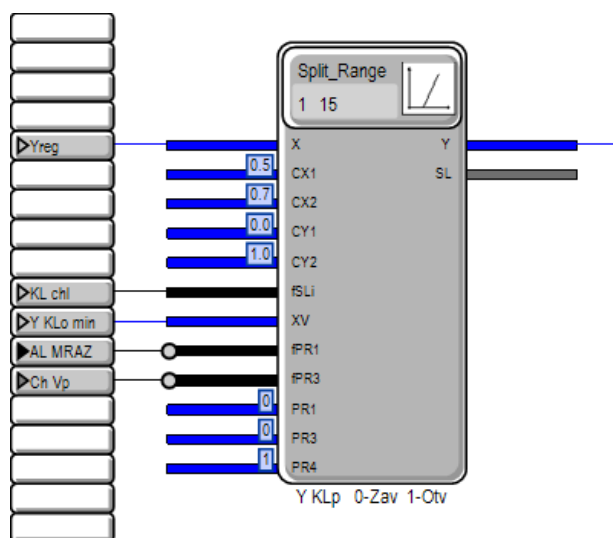 Split_Range
1 15
Yreg
X
Y
0.5
CX1
SL
0.7
CX2
0.0
CY1
1.0
CY2
KL chl
fSLi
Y KLo min
XV
AL MRAZ
fPR1
Ch Vp
fPR3
0
PR1
0
PR3
1
PR4
Y KLp 0-Zav 1-Otv